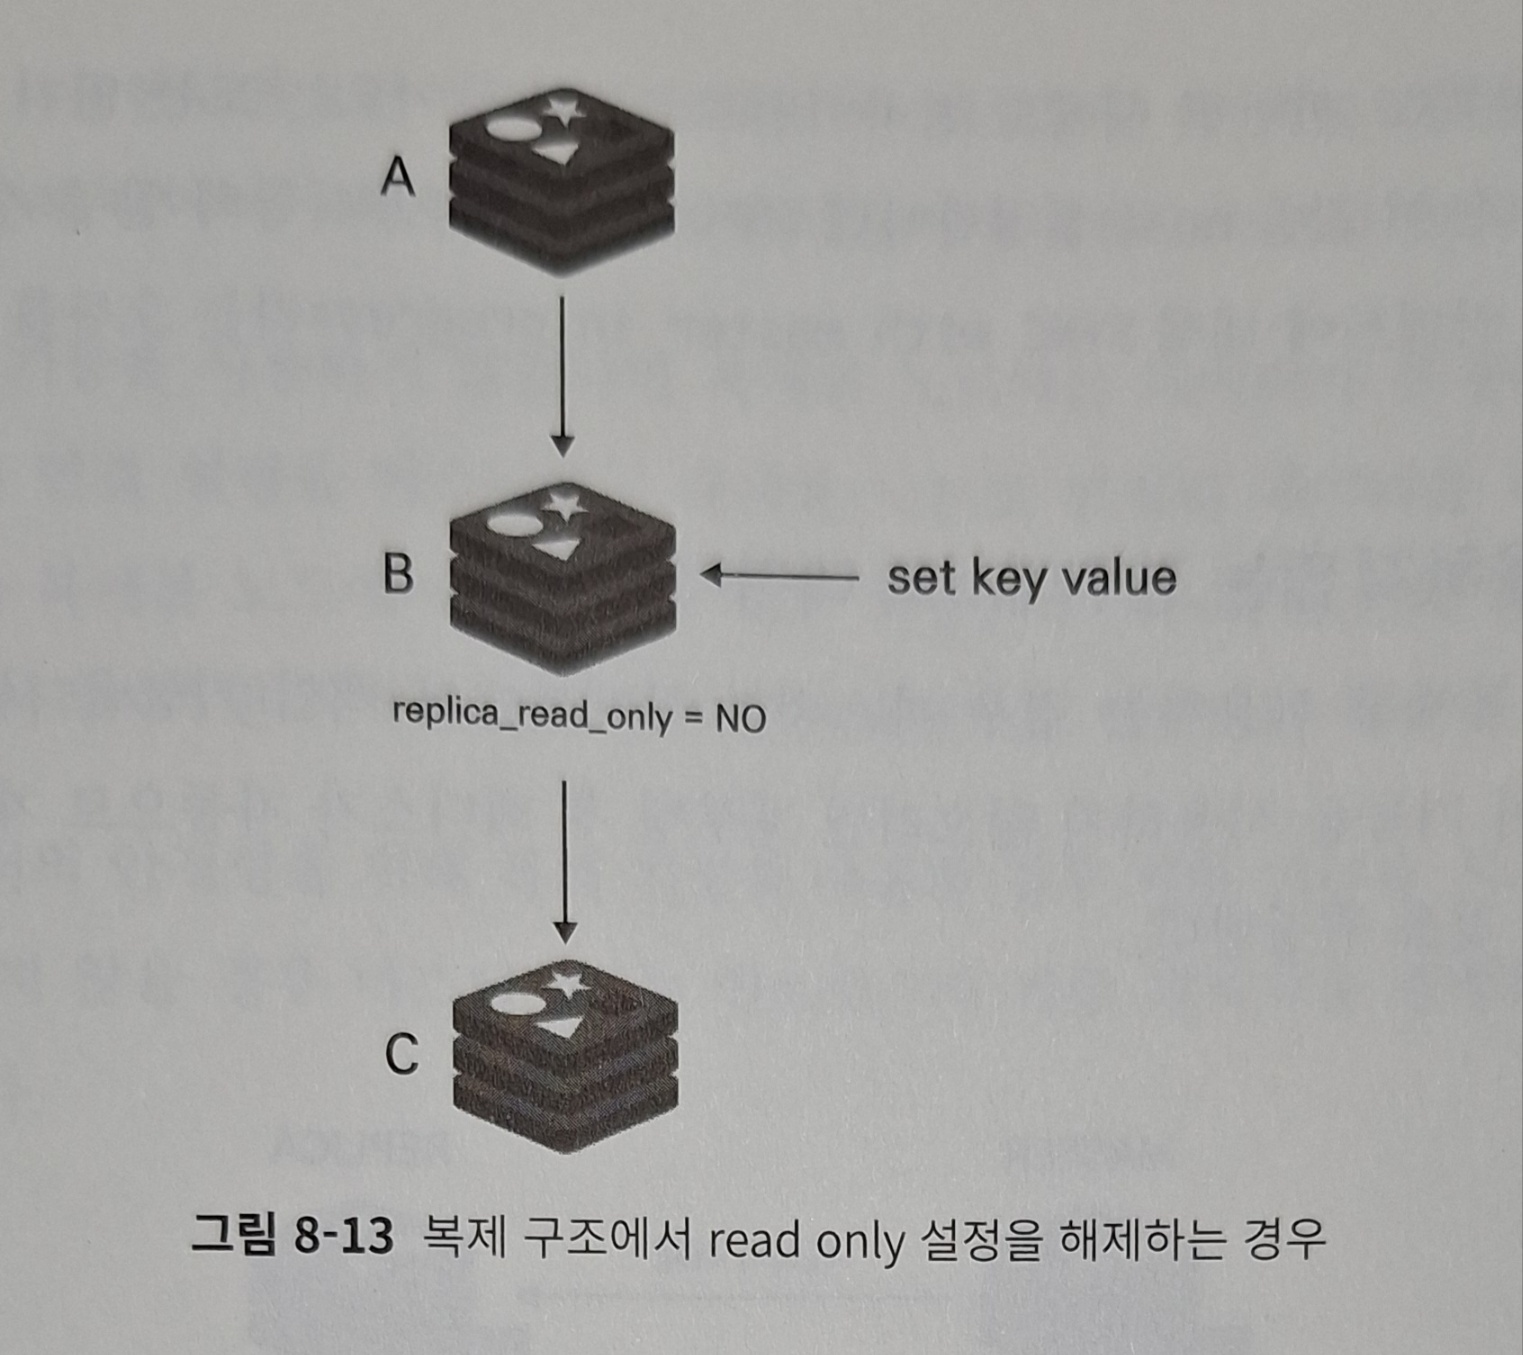 A
B
set key value
replica_read_only = NO
C
그림 8-13 복제 구조에서 read only 설정을 해제하는 경우